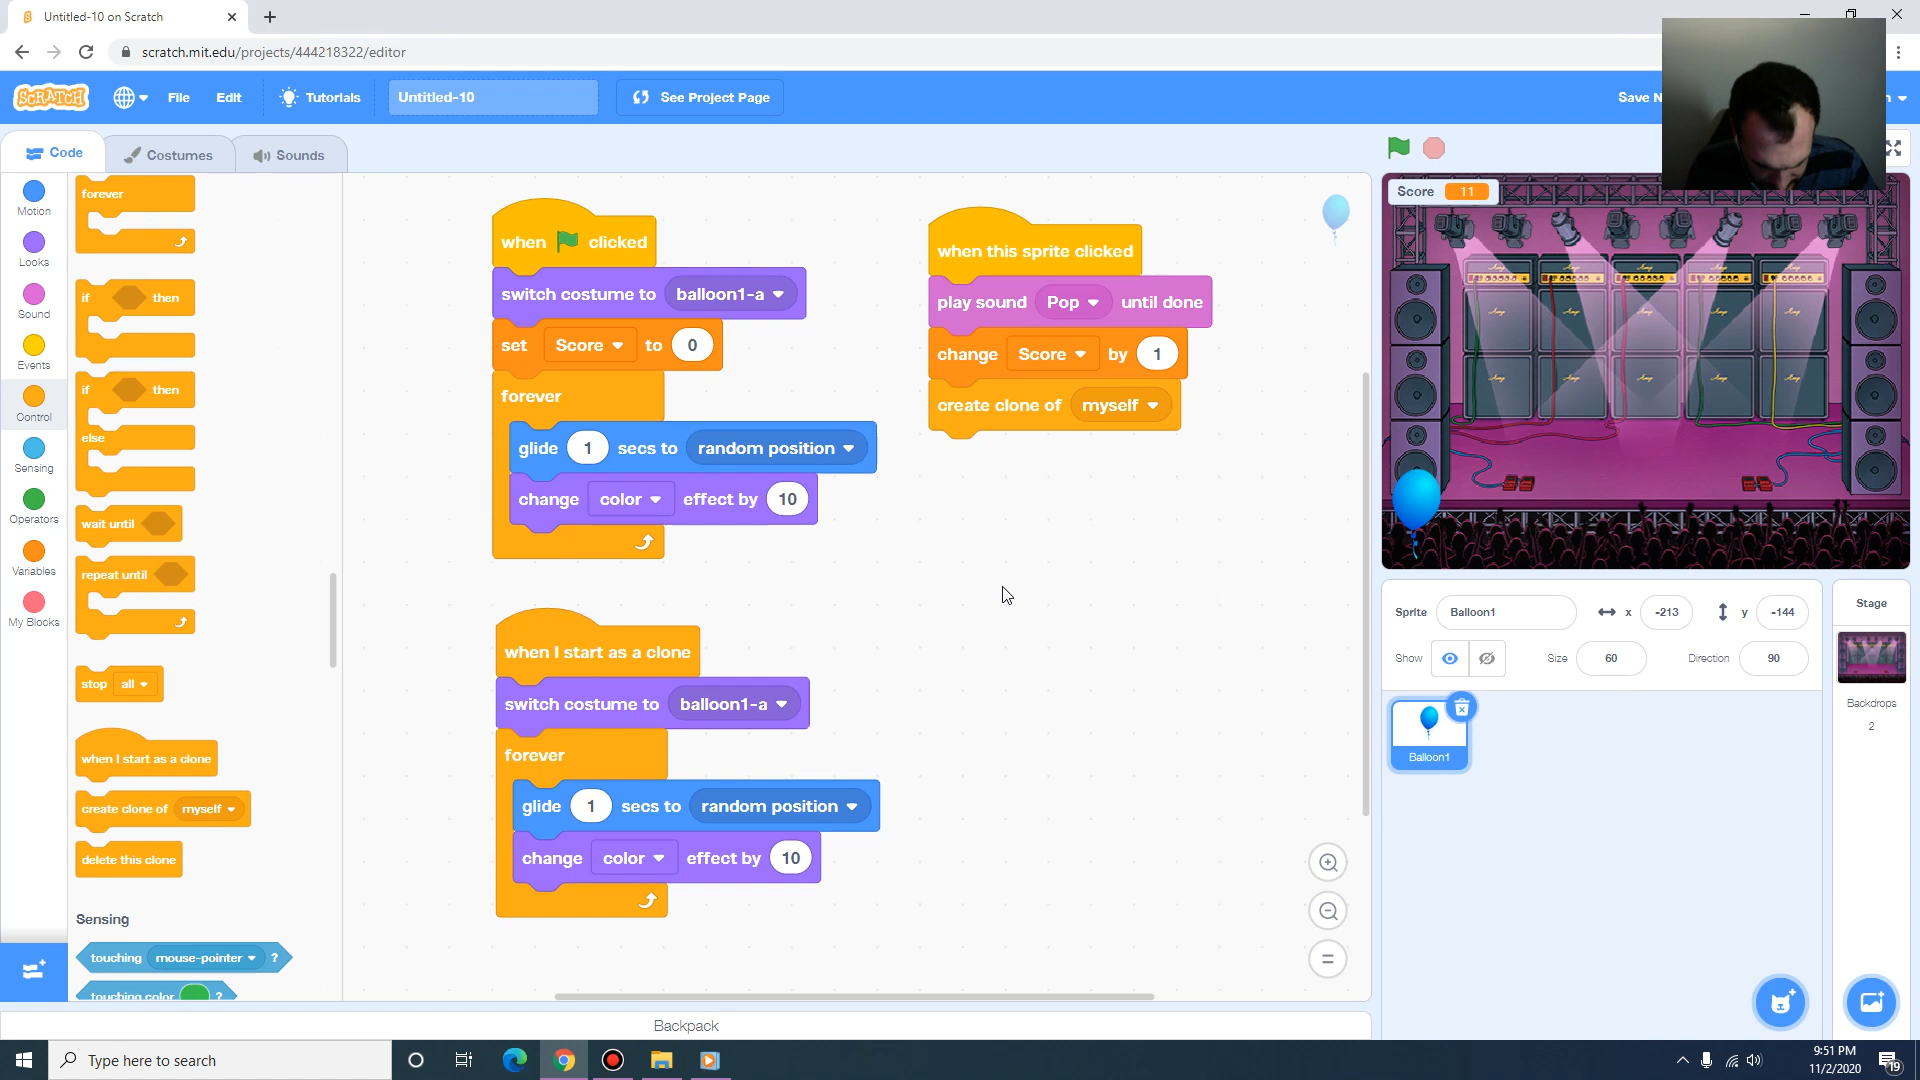 Untitled-10 on Scratch
scratch.mit.edu/projects/444218322/editor
SCRATCH
File
Edit
Tutorials
Untitled-10
See Project Page
Save N
Code
Costumes
Sounds
Motion
Looks
Sound
Events
Control
Sensing
Operators
Variables
My Blocks
forever
if then
if then
else
wait until
repeat until
stop all
when I start as a clone
create clone of myself
delete this clone
Sensing
touching mouse-pointer ?
touching color ?
when clicked
switch costume to balloon1-a
set Score to 0
forever
glide 1 secs to random position
change color effect by 10
when I start as a clone
switch costume to balloon1-a
forever
glide 1 secs to random position
change color effect by 10
when this sprite clicked
play sound Pop until done
change Score by 1
create clone of myself
Score 11
Sprite Balloon1 x -213 y -144
Show Size 60 Direction 90
Balloon1
Stage
Backdrops
2
Backpack
Type here to search
9:51 PM
11/2/2020
19